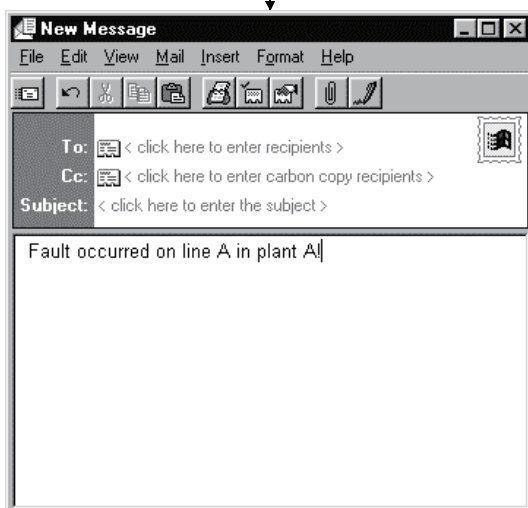 New Message
File Edit View Mail Insert Format Help
To: < click here to enter recipients >
Cc: < click here to enter carbon copy recipients >
Subject: < click here to enter the subject >
Fault occurred on line A in plant A!